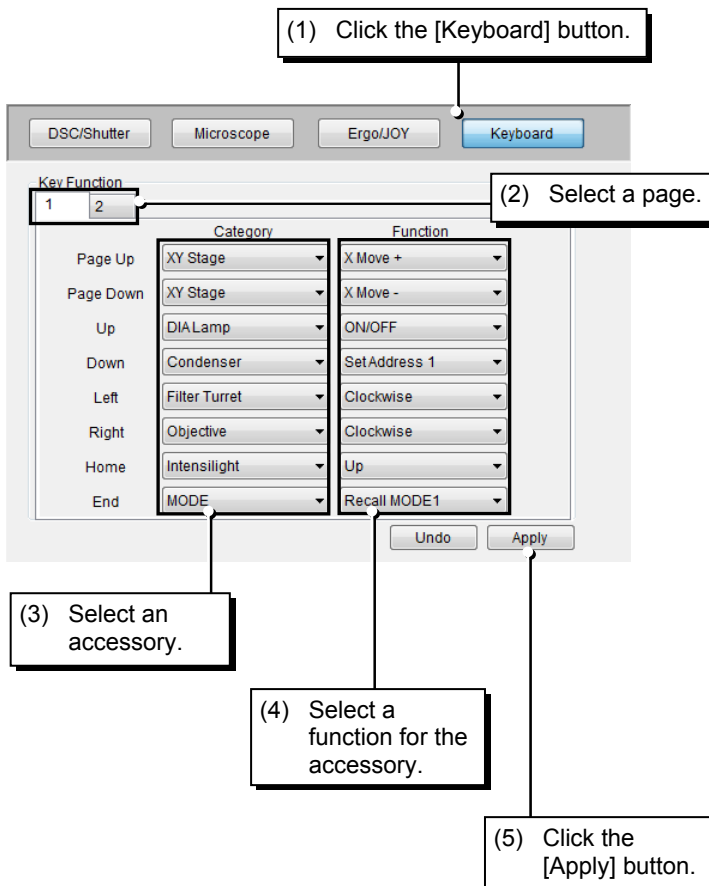 (1) Click the [Keyboard] button.
DSC/Shutter Microscope Ergo/JOY Keyboard
Key Function
1 2
(2) Select a page.
Category Function
Page Up XY Stage X Move +
Page Down XY Stage X Move -
Up DIA Lamp ON/OFF
Down Condenser Set Address 1
Left Filter Turret Clockwise
Right Objective Clockwise
Home Intensilight Up
End MODE Recall MODE1
Undo Apply
(3) Select an
accessory.
(4) Select a
function for the
accessory.
(5) Click the
[Apply] button.